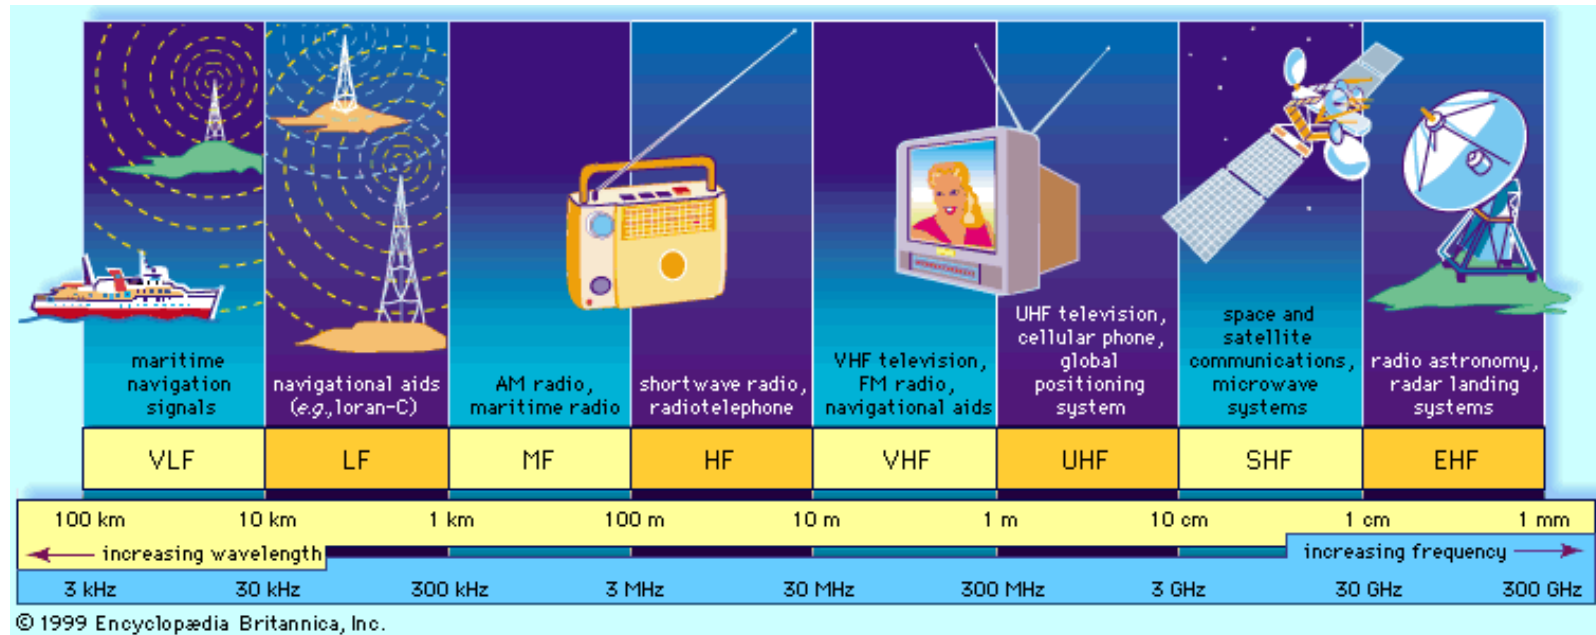 maritime
navigation
signals
navigational aids
(e.g., loran-C)
AM radio,
maritime radio
shortwave radio,
radiotelephone
VHF television,
FM radio,
navigational aids
UHF television,
cellular phone,
global
positioning
system
space and
satellite
communications,
microwave
systems
radio astronomy,
radar landing
systems
VLF LF MF HF VHF UHF SHF EHF
100 km 10 km 1 km 100 m 10 m 1 m 10 cm 1 cm 1 mm
increasing wavelength increasing frequency
3 kHz 30 kHz 300 kHz 3 MHz 30 MHz 300 MHz 3 GHz 30 GHz 300 GHz
© 1999 Encyclopædia Britannica, Inc.